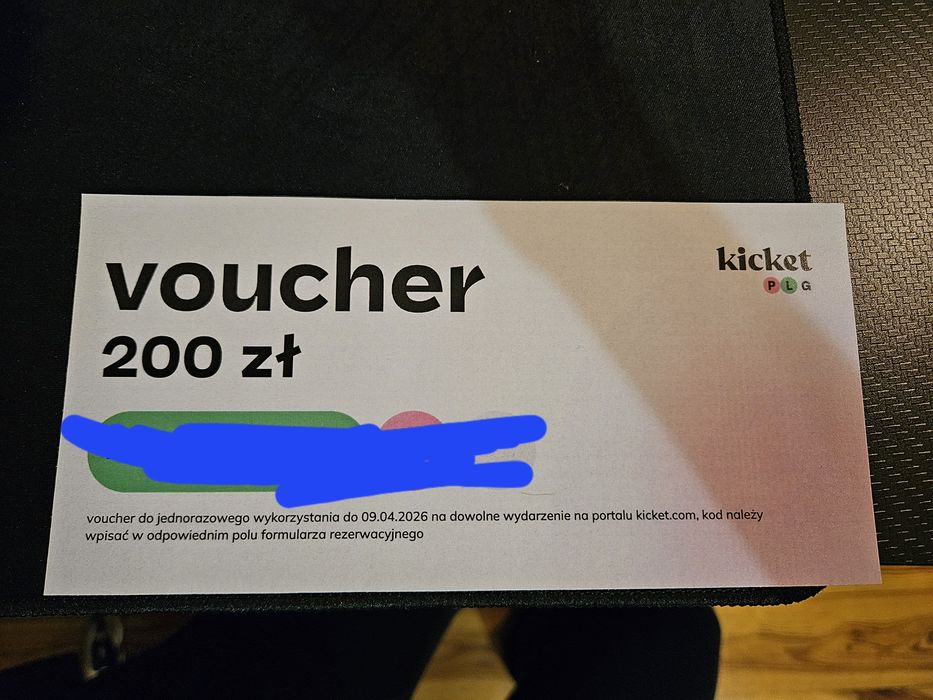 voucher
200 zł
kicket
P L G
voucher do jednorazowego wykorzystania do 09.04.2026 na dowolne wydarzenie na portalu kicket.com, kod należy
wpisać w odpowiednim polu formularza rezerwacyjnego